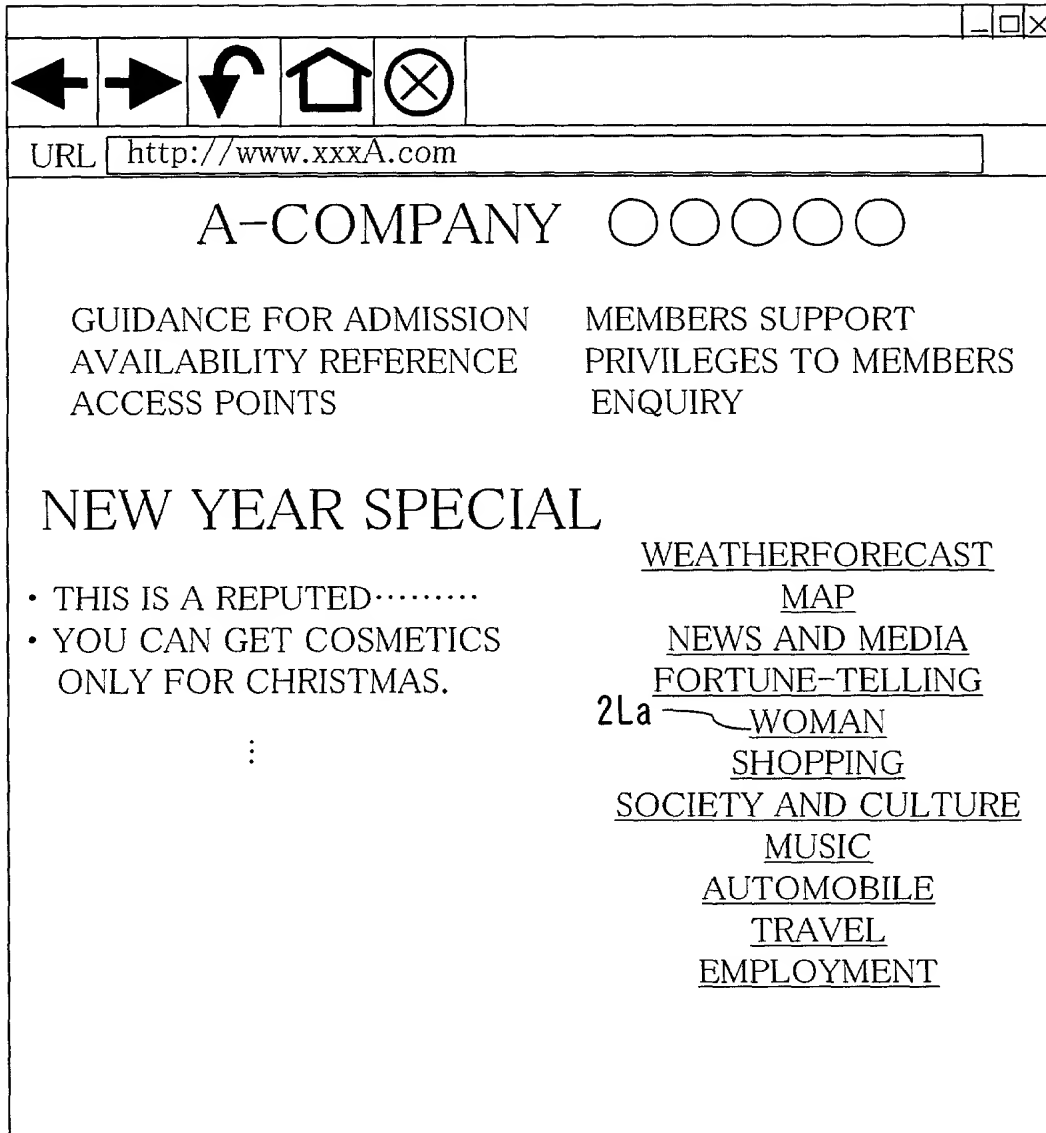 URL http://www.xxxA.com
A-COMPANY ○○○○○
GUIDANCE FOR ADMISSION
AVAILABILITY REFERENCE
ACCESS POINTS
MEMBERS SUPPORT
PRIVILEGES TO MEMBERS
ENQUIRY
NEW YEAR SPECIAL
・THIS IS A REPUTED・・・・・・・・・
・YOU CAN GET COSMETICS
ONLY FOR CHRISTMAS.
⋮
WEATHERFORECAST
MAP
NEWS AND MEDIA
FORTUNE-TELLING
2La WOMAN
SHOPPING
SOCIETY AND CULTURE
MUSIC
AUTOMOBILE
TRAVEL
EMPLOYMENT